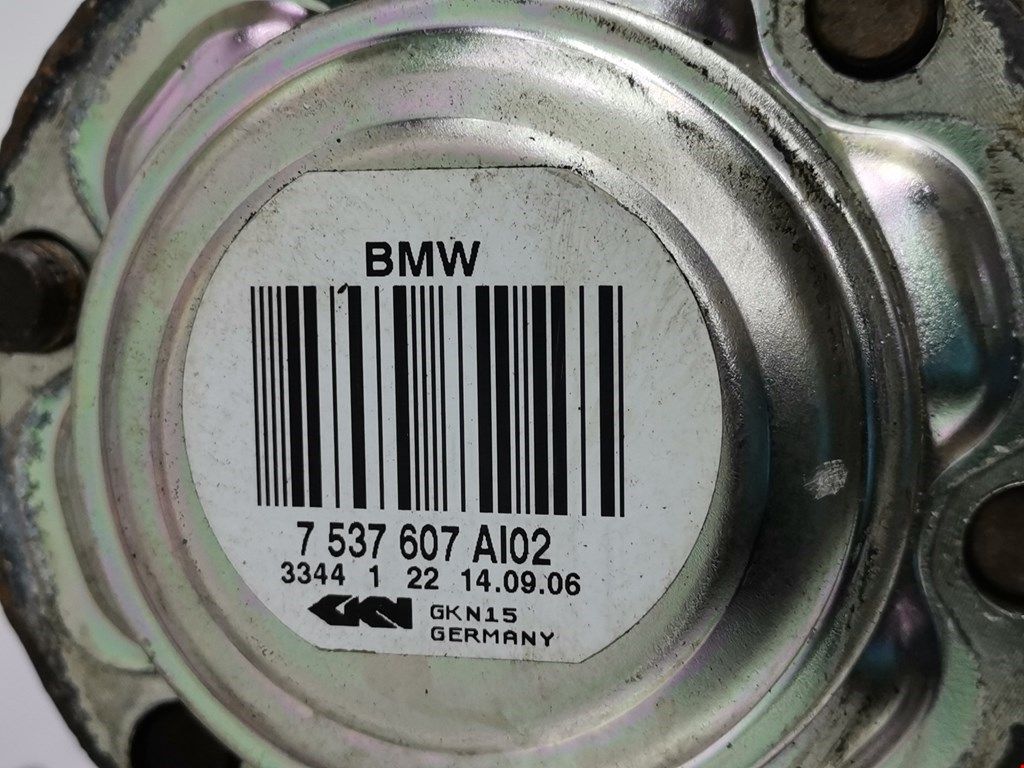 BMW
7 537 607 AI02
3344 1 22 14.09.06
GKN GKN15
GERMANY